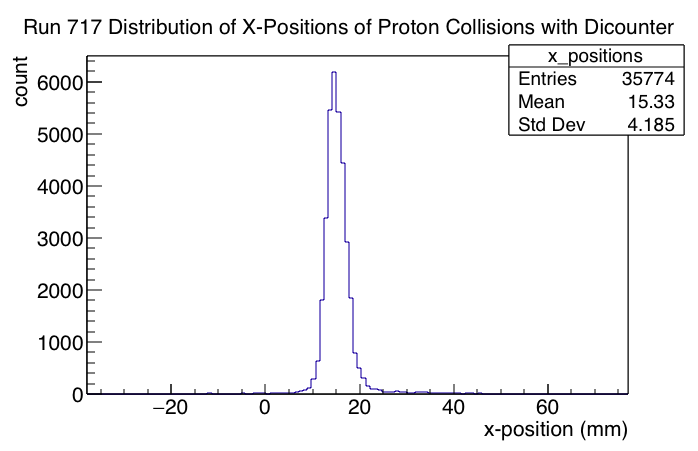 Run 717 Distribution of X-Positions of Proton Collisions with Dicounter
x_positions
Entries 35774
Mean 15.33
Std Dev 4.185
count
6000
5000
4000
3000
2000
1000
0
−20 0 20 40 60
x-position (mm)